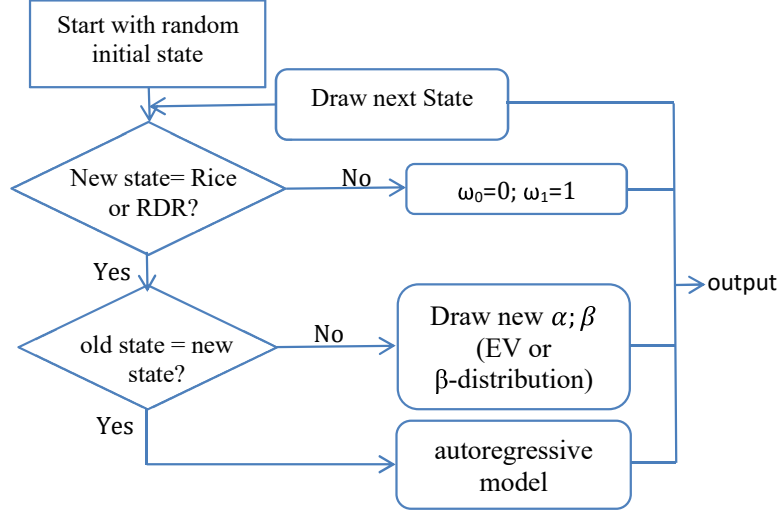 Start with random
initial state
Draw next State
New state= Rice
or RDR?
No
ω₀=0; ω₁=1
Yes
output
old state = new
state?
No
Draw new α; β
(EV or
β-distribution)
Yes
autoregressive
model